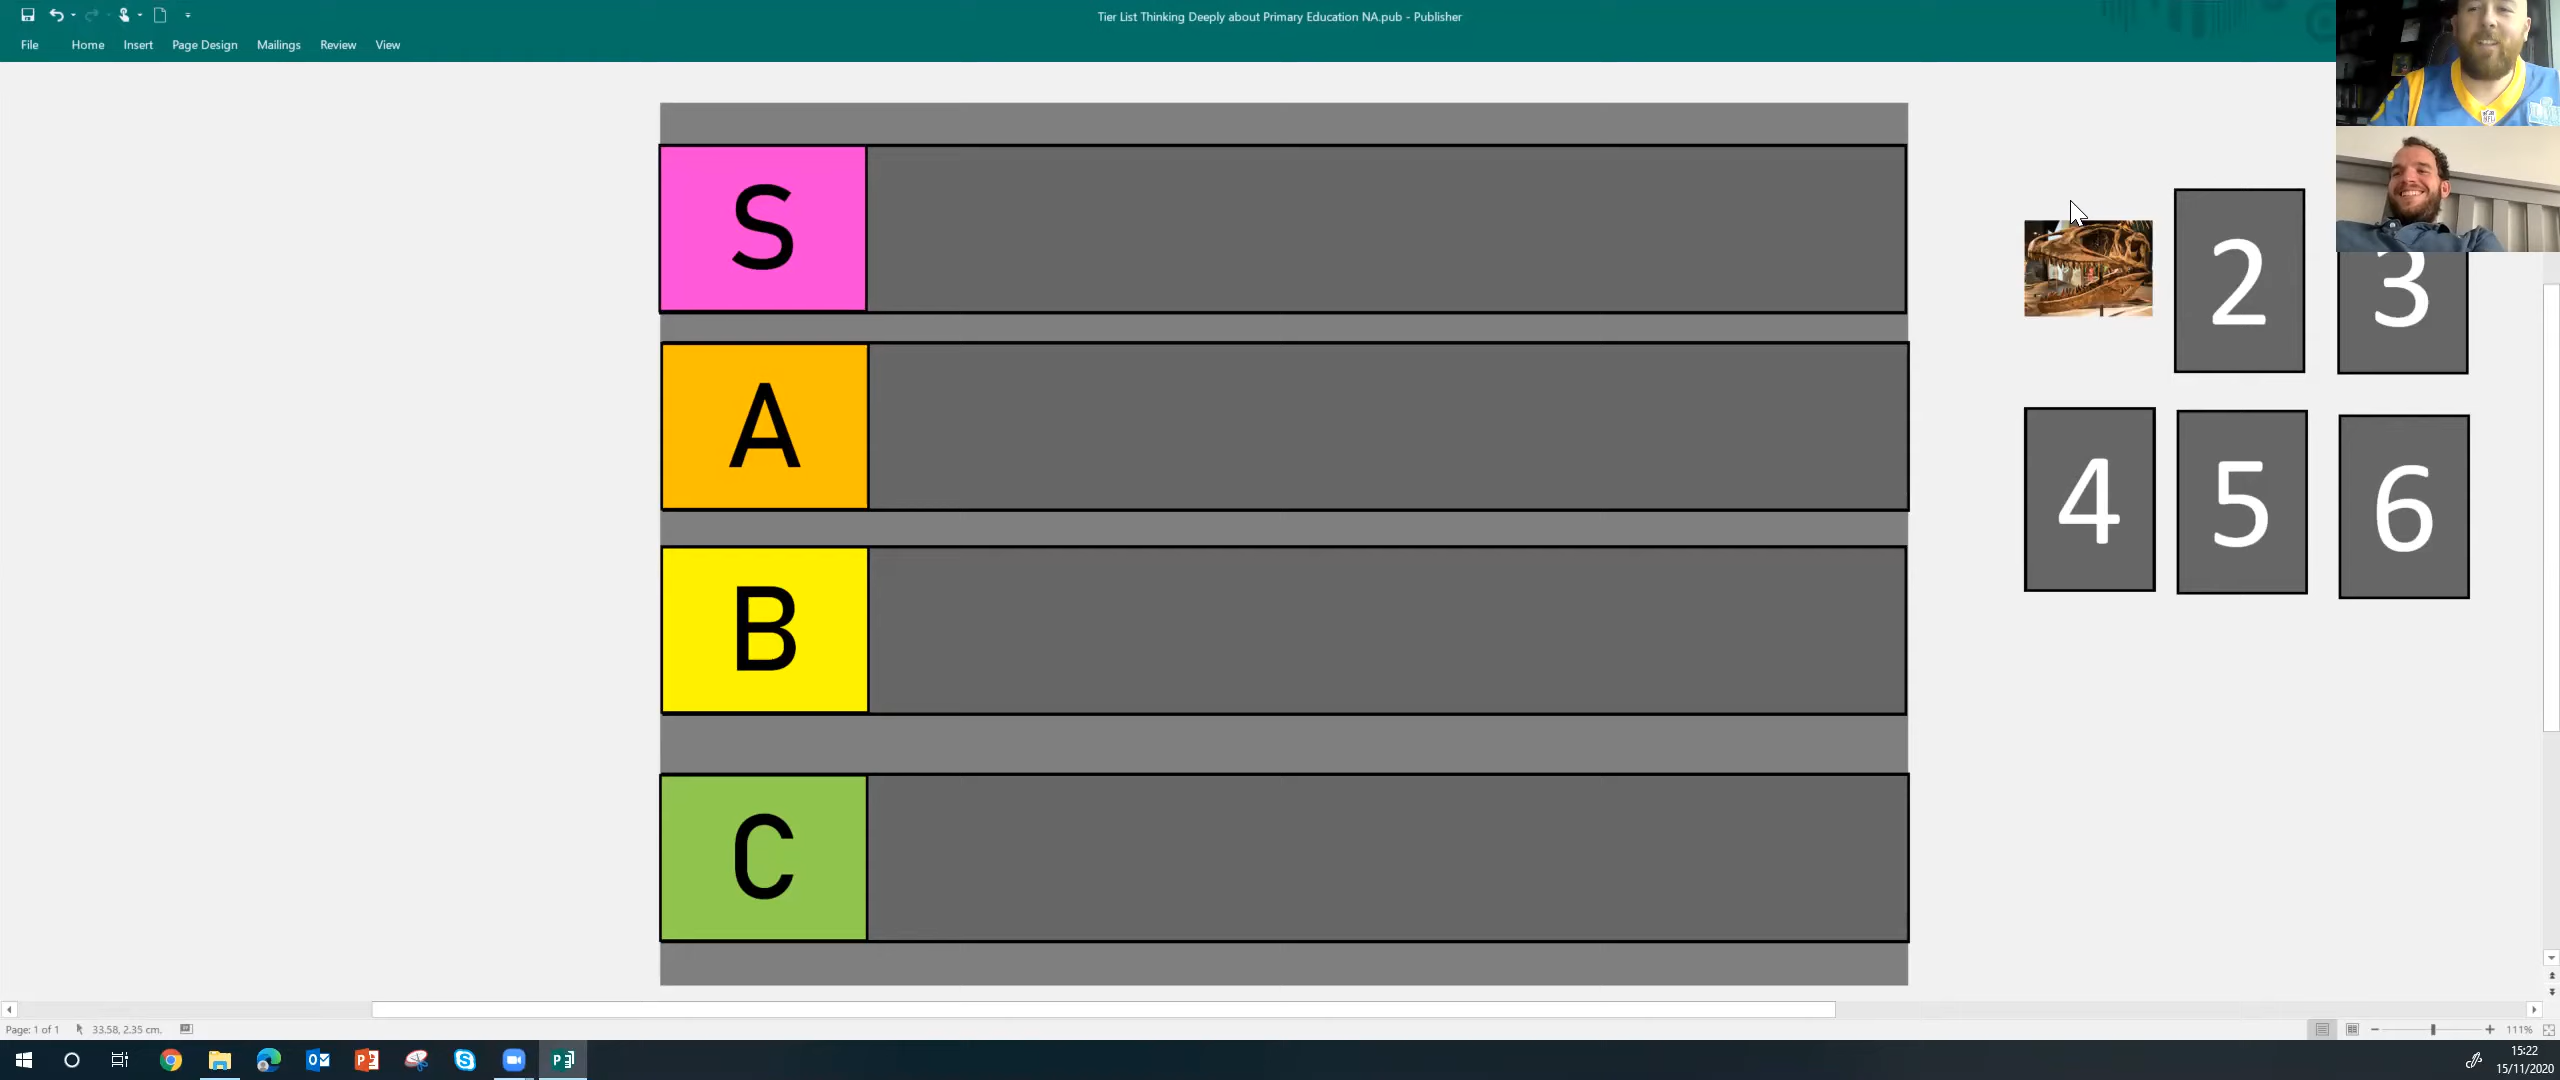 Tier List Thinking Deeply about Primary Education NA.pub - Publisher
File Home Insert Page Design Mailings Review View
S
2
3
A
4
5
6
B
C
Page: 1 of 1 33.58, 2.35 cm. 111%
15:22
15/11/2020